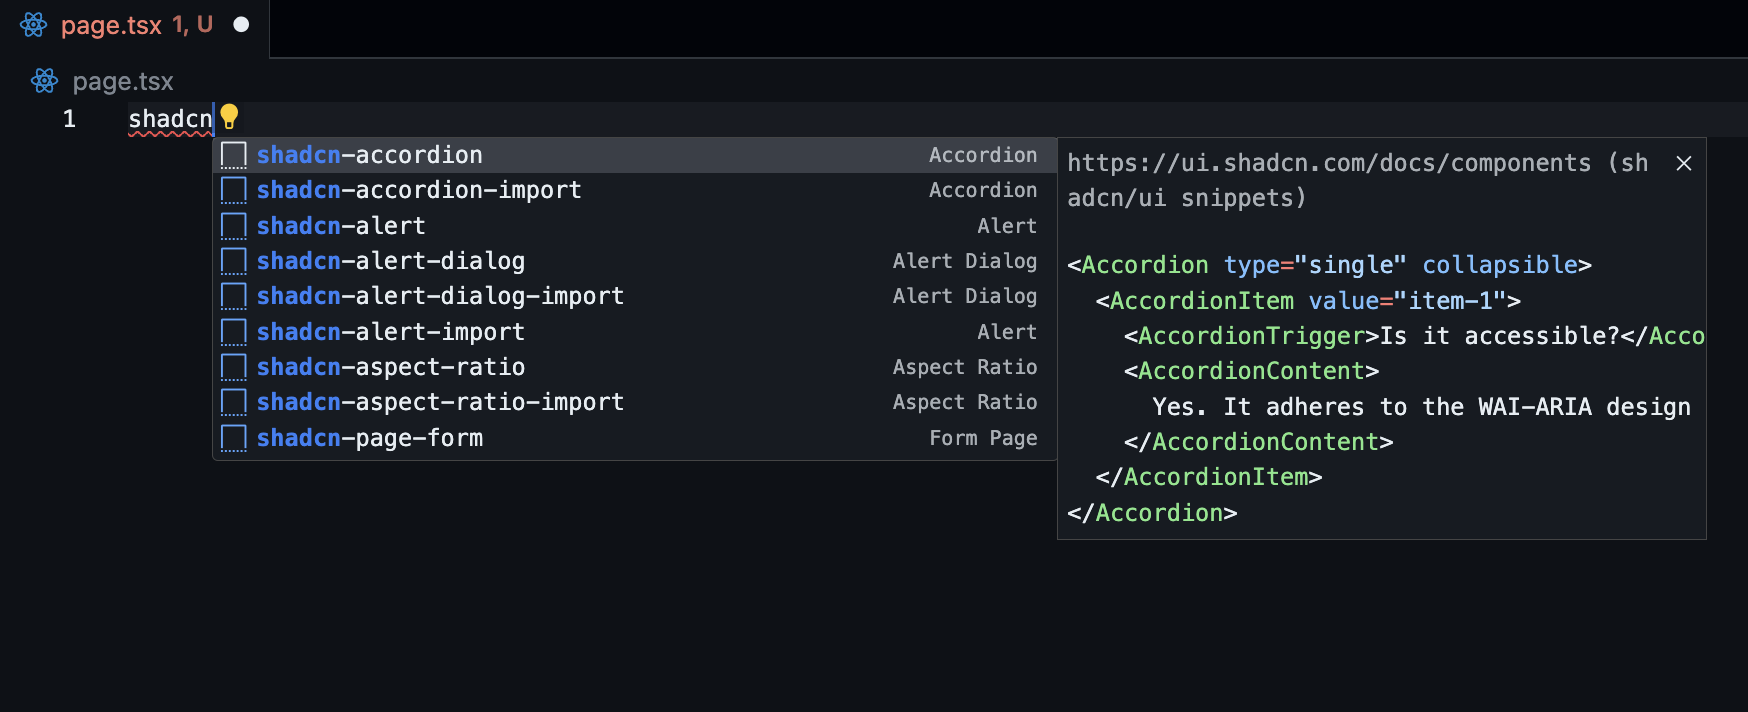 page.tsx 1, U
page.tsx
1 shadcn
shadcn-accordion Accordion
shadcn-accordion-import Accordion
shadcn-alert Alert
shadcn-alert-dialog Alert Dialog
shadcn-alert-dialog-import Alert Dialog
shadcn-alert-import Alert
shadcn-aspect-ratio Aspect Ratio
shadcn-aspect-ratio-import Aspect Ratio
shadcn-page-form Form Page
https://ui.shadcn.com/docs/components (sh
adcn/ui snippets)
<Accordion type="single" collapsible>
  <AccordionItem value="item-1">
    <AccordionTrigger>Is it accessible?</Acco
    <AccordionContent>
      Yes. It adheres to the WAI-ARIA design
    </AccordionContent>
  </AccordionItem>
</Accordion>